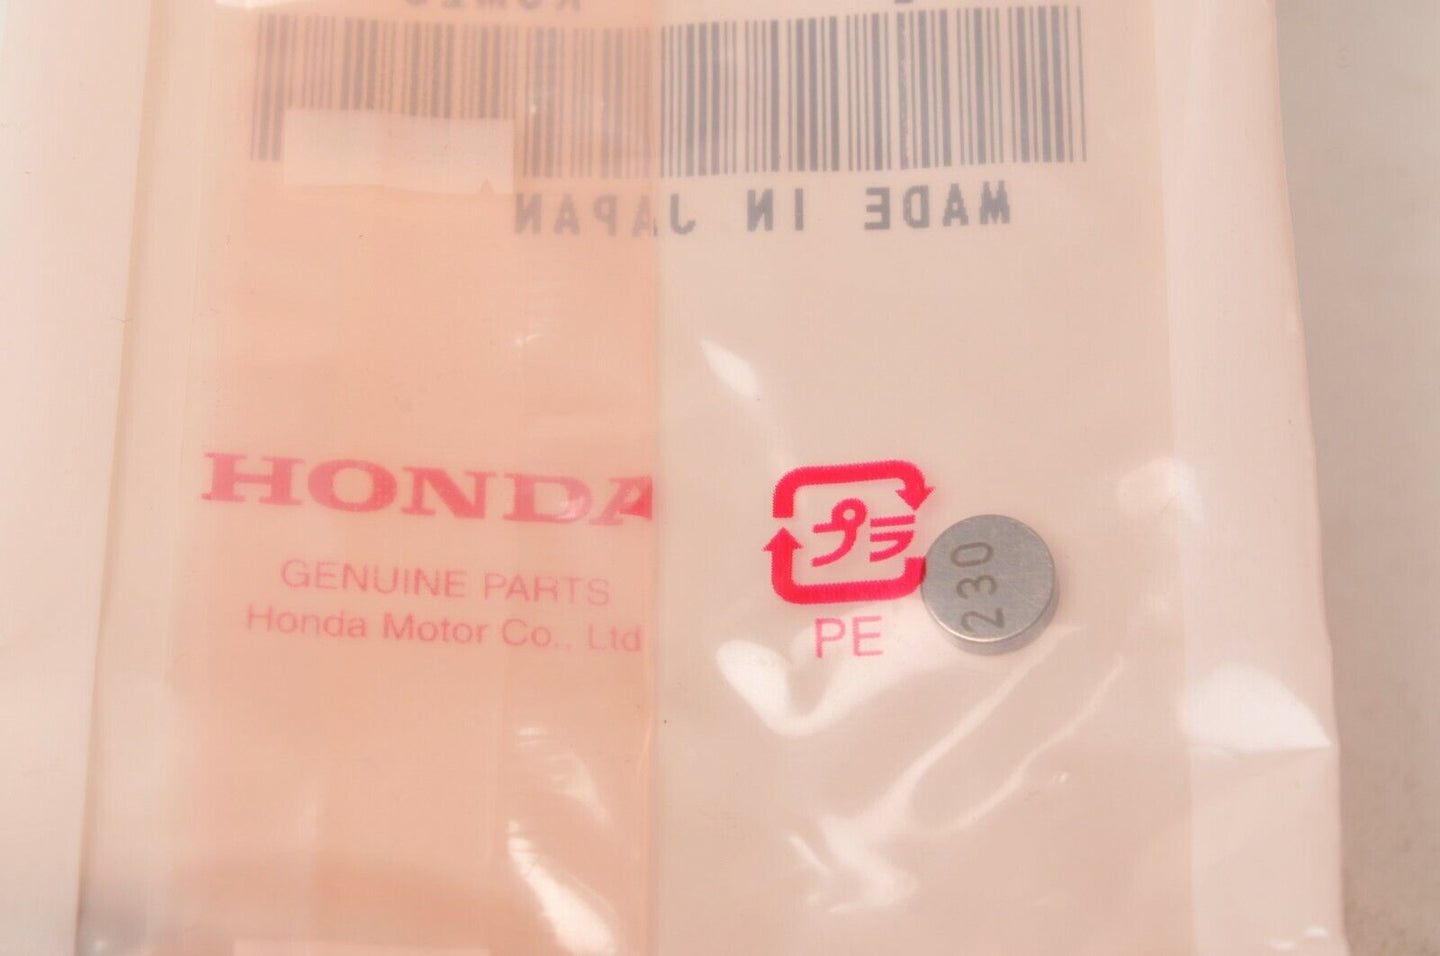 MADE IN JAPAN
HONDA
GENUINE PARTS
Honda Motor Co., Ltd
プラ
PE
230